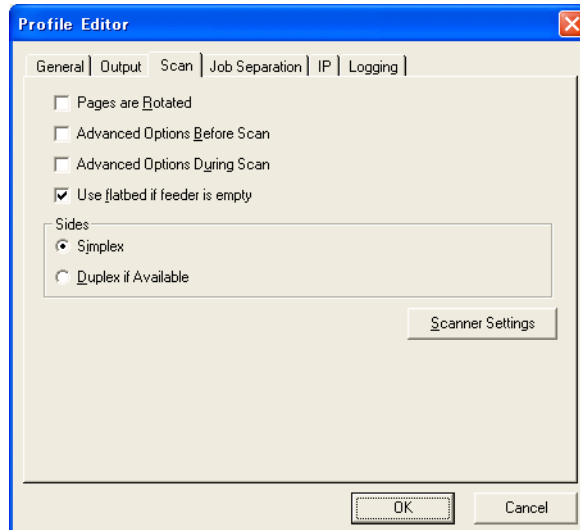 Profile Editor
General Output Scan Job Separation IP Logging
Pages are Rotated
Advanced Options Before Scan
Advanced Options During Scan
Use flatbed if feeder is empty
Sides
Simplex
Duplex if Available
Scanner Settings
OK Cancel